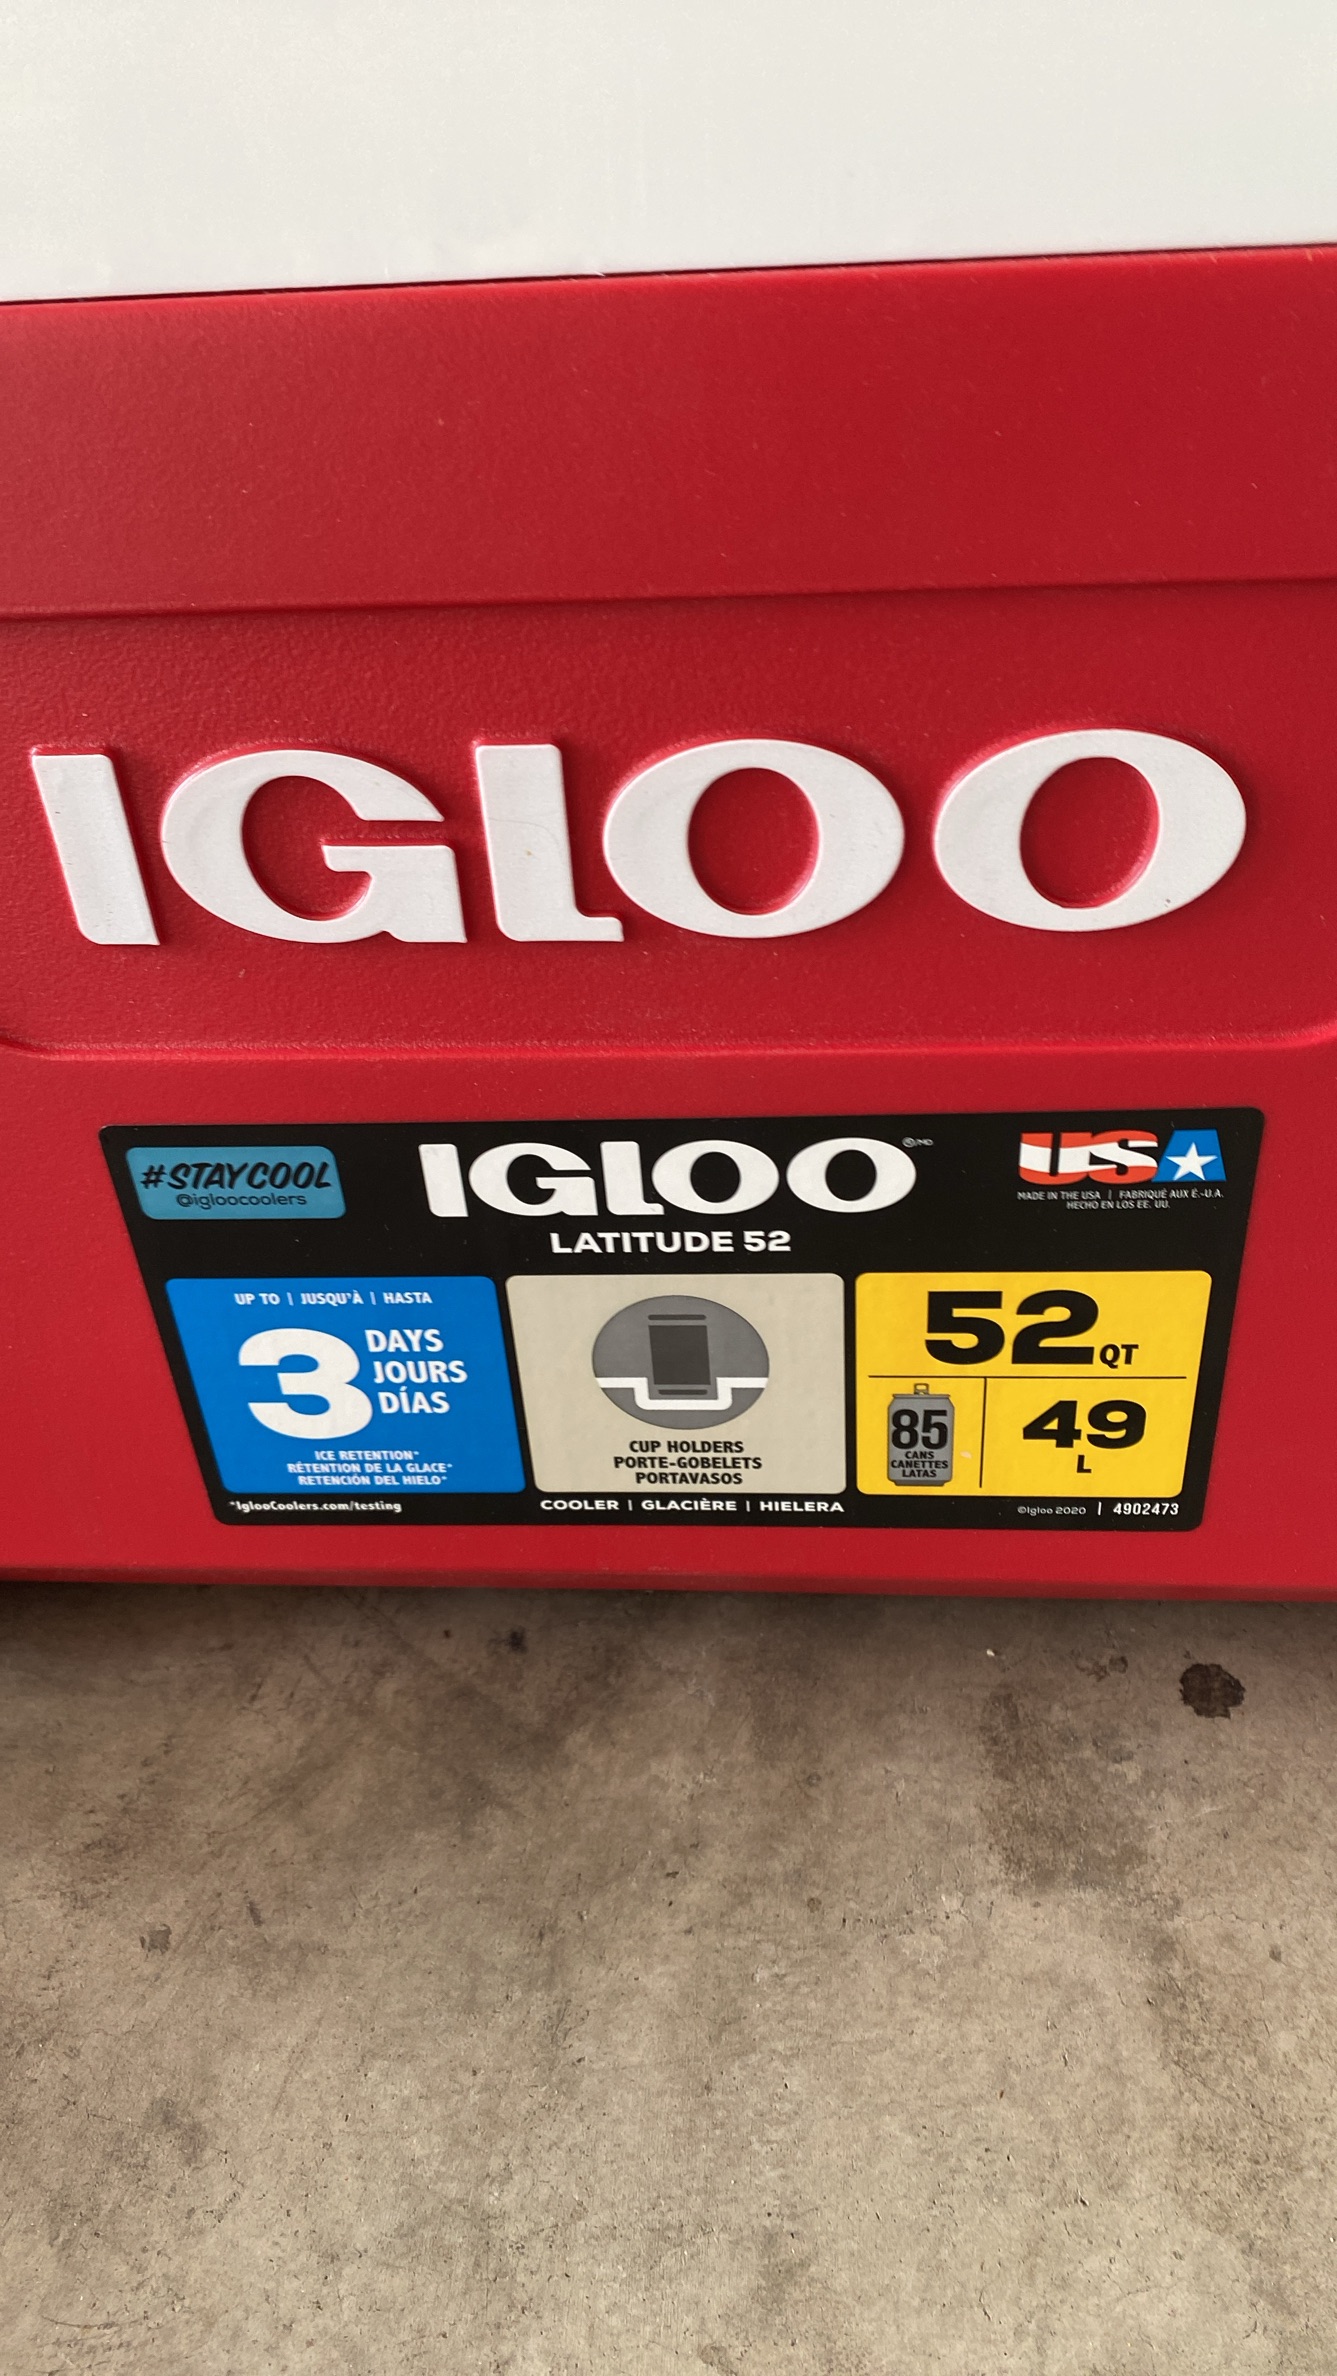 IGLOO
#STAYCOOL
@igloocoolers
IGLOO ®/MD
LATITUDE 52
USA
MADE IN THE USA | FABRIQUÉ AUX É.-U.A.
HECHO EN LOS EE. UU.
UP TO | JUSQU'À | HASTA
3 DAYS
JOURS
DÍAS
ICE RETENTION*
RÉTENTION DE LA GLACE*
RETENCIÓN DEL HIELO*
*IglooCoolers.com/testing
CUP HOLDERS
PORTE-GOBELETS
PORTAVASOS
COOLER | GLACIÈRE | HIELERA
52 QT
85
CANS
CANETTES
LATAS
49
L
©Igloo 2020 | 4902473